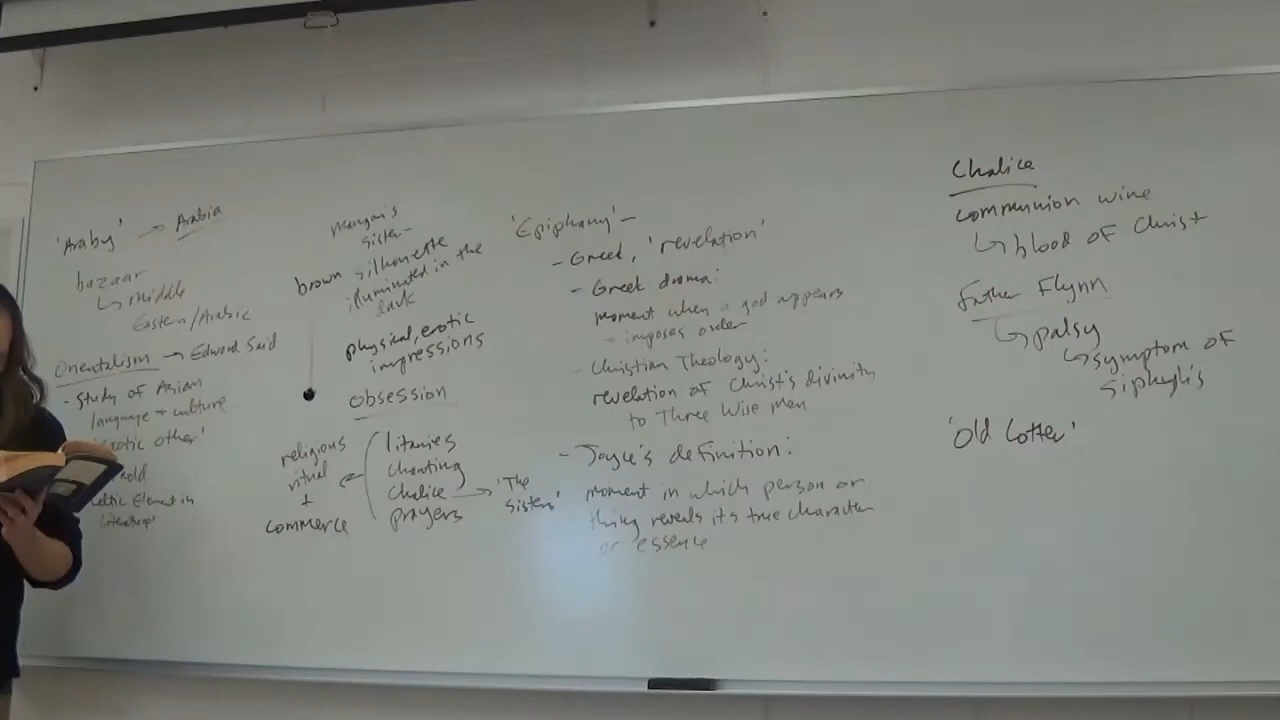 'Araby' → Arabia
bazaar
↳ Middle
Eastern/Arabic
Orientalism → Edward Said
- Study of Asian
language + culture
'exotic other'
Celtic Element in
Literature'
Mangan's
sister -
brown silhouette
illuminated in the
dark
physical, erotic
impressions
obsession
religious
ritual
+
commerce
litanies
chanting
chalice → 'The
Sisters'
prayers
'Epiphany' -
- Greek, 'revelation'
- Greek drama:
moment when a god appears
+ imposes order
- Christian Theology:
revelation of Christ's divinity
to Three Wise Men
- Joyce's definition:
moment in which person or
thing reveals its true character
or essence
Chalice
communion wine
↳ blood of Christ
Father Flynn
↳ palsy
↳ symptom of
siphylis
'Old Cotter'